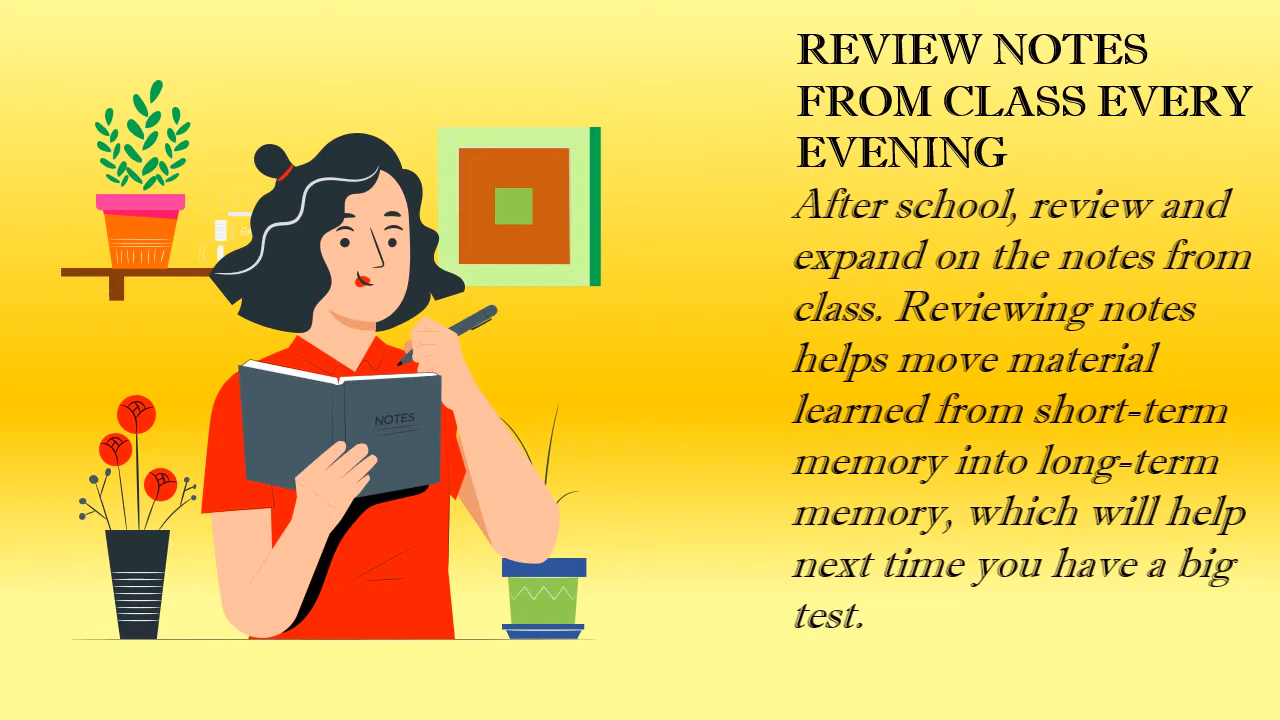 REVIEW NOTES
FROM CLASS EVERY
EVENING
After school, review and
expand on the notes from
class. Reviewing notes
helps move material
learned from short-term
memory into long-term
memory, which will help
next time you have a big
test.
NOTES